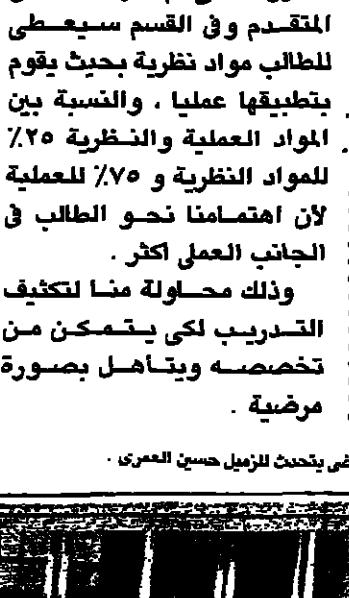 المتقدم وفي القسم سيعطى
للطالب مواد نظرية بحيث يقوم
بتطبيقها عمليا ، والنسبة بين
المواد العملية والنظرية ٢٥٪
للمواد النظرية و ٧٥٪ للعملية
لأن اهتمامنا نحو الطالب في
الجانب العملي اكثر .
وذلك محاولة منا لتكثيف
التدريب لكى يتمكن من
تخصصه ويتأهل بصورة
مرضية .
يتحدث للزميل حسين العمرى .